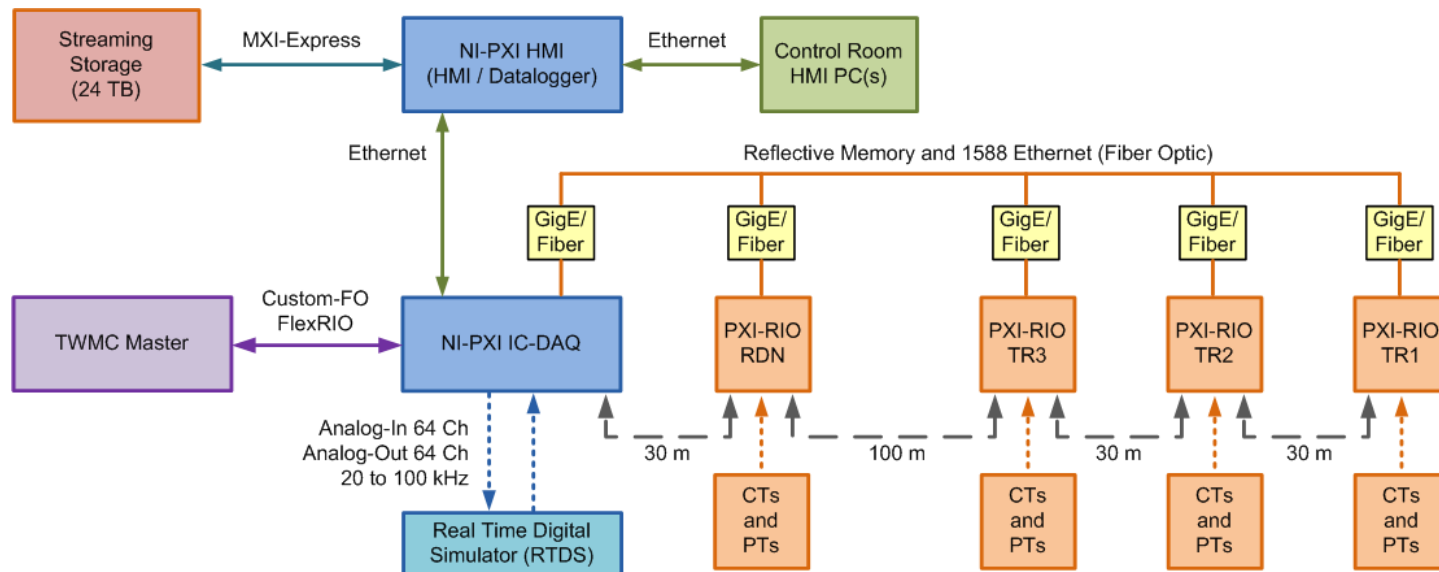 Streaming
Storage
(24 TB)
MXI-Express
NI-PXI HMI
(HMI / Datalogger)
Ethernet
Control Room
HMI PC(s)
Ethernet
Reflective Memory and 1588 Ethernet (Fiber Optic)
GigE/
Fiber
GigE/
Fiber
GigE/
Fiber
GigE/
Fiber
GigE/
Fiber
TWMC Master
Custom-FO
FlexRIO
NI-PXI IC-DAQ
PXI-RIO
RDN
PXI-RIO
TR3
PXI-RIO
TR2
PXI-RIO
TR1
Analog-In 64 Ch
Analog-Out 64 Ch
20 to 100 kHz
30 m
100 m
30 m
30 m
Real Time Digital
Simulator (RTDS)
CTs
and
PTs
CTs
and
PTs
CTs
and
PTs
CTs
and
PTs